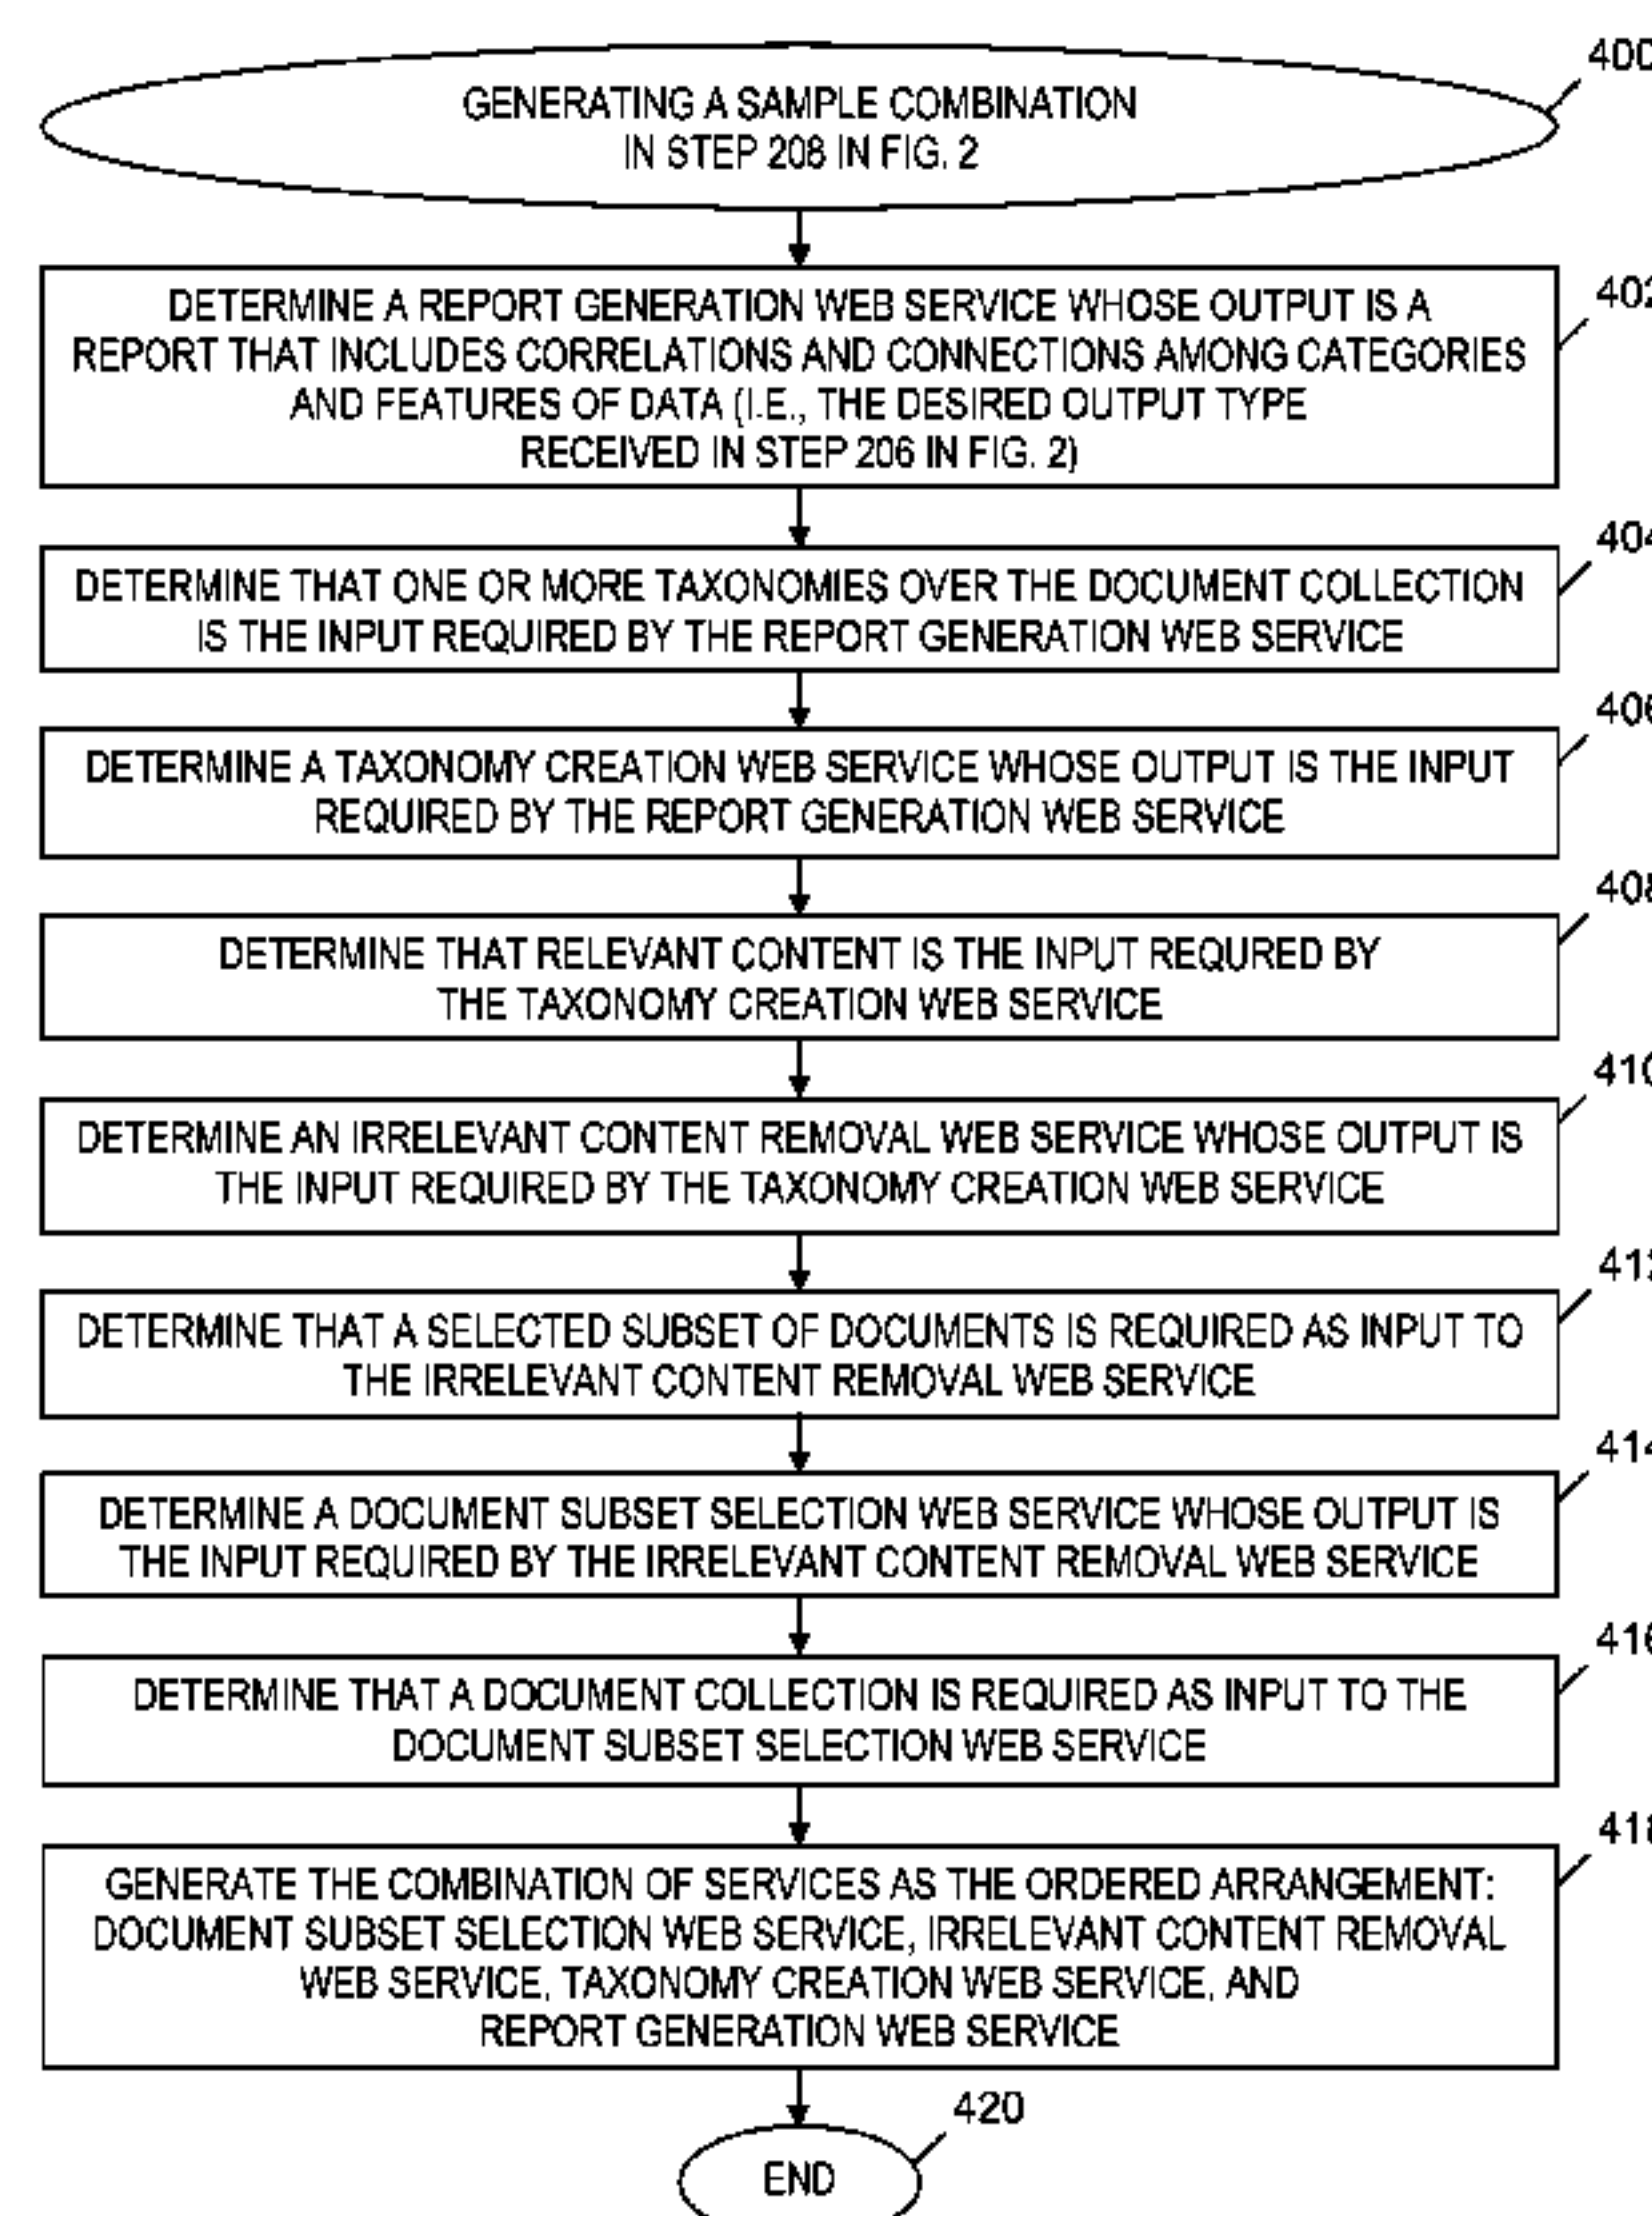 400
GENERATING A SAMPLE COMBINATION
IN STEP 208 IN FIG. 2
402
DETERMINE A REPORT GENERATION WEB SERVICE WHOSE OUTPUT IS A
REPORT THAT INCLUDES CORRELATIONS AND CONNECTIONS AMONG CATEGORIES
AND FEATURES OF DATA (I.E., THE DESIRED OUTPUT TYPE
RECEIVED IN STEP 206 IN FIG. 2)
404
DETERMINE THAT ONE OR MORE TAXONOMIES OVER THE DOCUMENT COLLECTION
IS THE INPUT REQUIRED BY THE REPORT GENERATION WEB SERVICE
406
DETERMINE A TAXONOMY CREATION WEB SERVICE WHOSE OUTPUT IS THE INPUT
REQUIRED BY THE REPORT GENERATION WEB SERVICE
408
DETERMINE THAT RELEVANT CONTENT IS THE INPUT REQURED BY
THE TAXONOMY CREATION WEB SERVICE
410
DETERMINE AN IRRELEVANT CONTENT REMOVAL WEB SERVICE WHOSE OUTPUT IS
THE INPUT REQUIRED BY THE TAXONOMY CREATION WEB SERVICE
412
DETERMINE THAT A SELECTED SUBSET OF DOCUMENTS IS REQUIRED AS INPUT TO
THE IRRELEVANT CONTENT REMOVAL WEB SERVICE
414
DETERMINE A DOCUMENT SUBSET SELECTION WEB SERVICE WHOSE OUTPUT IS
THE INPUT REQUIRED BY THE IRRELEVANT CONTENT REMOVAL WEB SERVICE
416
DETERMINE THAT A DOCUMENT COLLECTION IS REQUIRED AS INPUT TO THE
DOCUMENT SUBSET SELECTION WEB SERVICE
418
GENERATE THE COMBINATION OF SERVICES AS THE ORDERED ARRANGEMENT:
DOCUMENT SUBSET SELECTION WEB SERVICE, IRRELEVANT CONTENT REMOVAL
WEB SERVICE, TAXONOMY CREATION WEB SERVICE, AND
REPORT GENERATION WEB SERVICE
420
END